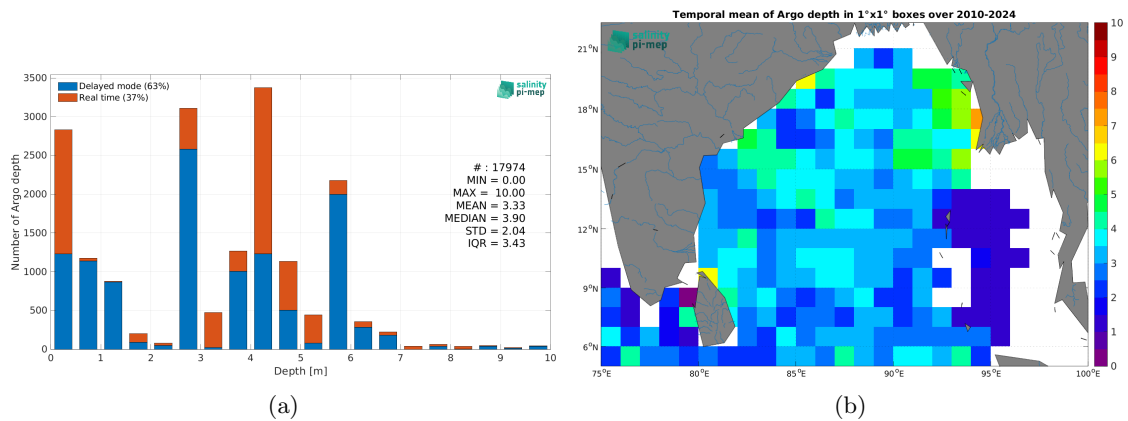 3500
3000
2500
2000
1500
1000
500
0
Number of Argo depth
Delayed mode (63%)
Real time (37%)
salinity
pi-mep
# : 17974
MIN = 0.00
MAX = 10.00
MEAN = 3.33
MEDIAN = 3.90
STD = 2.04
IQR = 3.43
0 1 2 3 4 5 6 7 8 9 10
Depth [m]
(a)
Temporal mean of Argo depth in 1°x1° boxes over 2010-2024
salinity
pi-mep
21°N
18°N
15°N
12°N
9°N
6°N
75°E 80°E 85°E 90°E 95°E 100°E
10
9
8
7
6
5
4
3
2
1
0
(b)